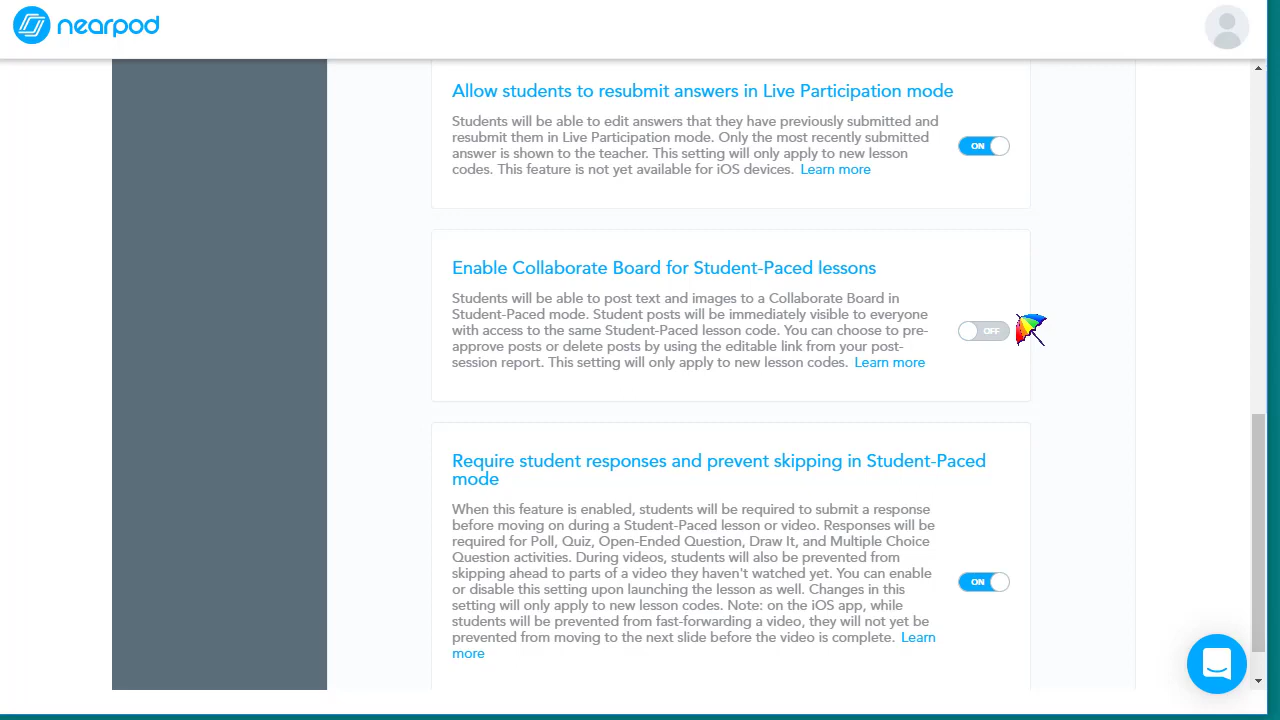 nearpod
Allow students to resubmit answers in Live Participation mode
Students will be able to edit answers that they have previously submitted and
resubmit them in Live Participation mode. Only the most recently submitted
answer is shown to the teacher. This setting will only apply to new lesson
codes. This feature is not yet available for iOS devices. Learn more
ON
Enable Collaborate Board for Student-Paced lessons
Students will be able to post text and images to a Collaborate Board in
Student-Paced mode. Student posts will be immediately visible to everyone
with access to the same Student-Paced lesson code. You can choose to pre-
approve posts or delete posts by using the editable link from your post-
session report. This setting will only apply to new lesson codes. Learn more
OFF
Require student responses and prevent skipping in Student-Paced
mode
When this feature is enabled, students will be required to submit a response
before moving on during a Student-Paced lesson or video. Responses will be
required for Poll, Quiz, Open-Ended Question, Draw It, and Multiple Choice
Question activities. During videos, students will also be prevented from
skipping ahead to parts of a video they haven't watched yet. You can enable
or disable this setting upon launching the lesson as well. Changes in this
setting will only apply to new lesson codes. Note: on the iOS app, while
students will be prevented from fast-forwarding a video, they will not yet be
prevented from moving to the next slide before the video is complete. Learn
more
ON